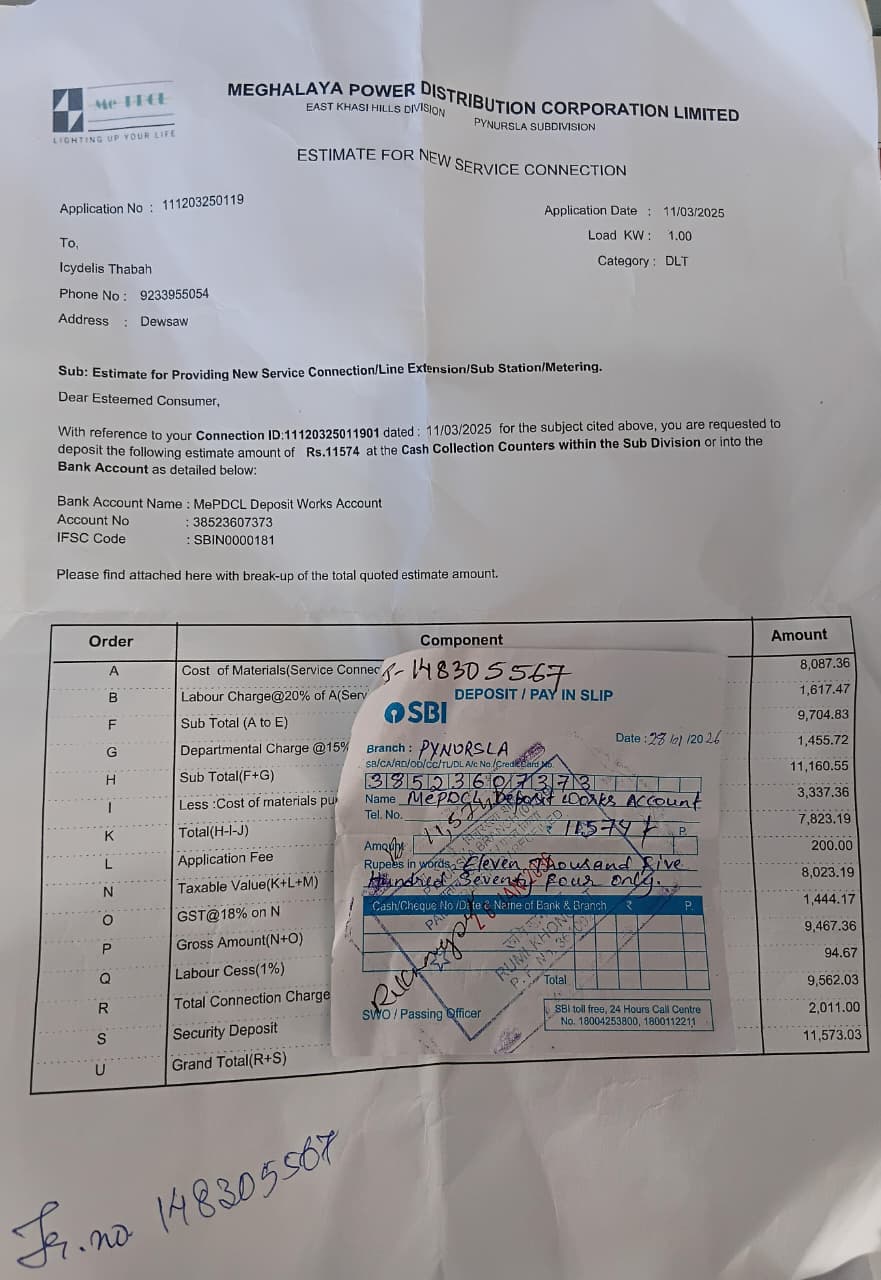 Me PDCL
LIGHTING UP YOUR LIFE
MEGHALAYA POWER DISTRIBUTION CORPORATION LIMITED
EAST KHASI HILLS DIVISION
PYNURSLA SUBDIVISION
ESTIMATE FOR NEW SERVICE CONNECTION
Application No : 111203250119
Application Date : 11/03/2025
To,
Load KW : 1.00
Icydelis Thabah
Category : DLT
Phone No : 9233955054
Address : Dewsaw
Sub: Estimate for Providing New Service Connection/Line Extension/Sub Station/Metering.
Dear Esteemed Consumer,
With reference to your Connection ID:11120325011901 dated : 11/03/2025 for the subject cited above, you are requested to
deposit the following estimate amount of Rs.11574 at the Cash Collection Counters within the Sub Division or into the
Bank Account as detailed below:
Bank Account Name : MePDCL Deposit Works Account
Account No : 38523607373
IFSC Code : SBIN0000181
Please find attached here with break-up of the total quoted estimate amount.
Order Component Amount
A Cost of Materials(Service Connec 8,087.36
B Labour Charge@20% of A(Serv 1,617.47
F Sub Total (A to E) 9,704.83
G Departmental Charge @15% 1,455.72
H Sub Total(F+G) 11,160.55
I Less :Cost of materials pu 3,337.36
K Total(H-I-J) 7,823.19
L Application Fee 200.00
N Taxable Value(K+L+M) 8,023.19
O GST@18% on N 1,444.17
P Gross Amount(N+O) 9,467.36
Q Labour Cess(1%) 94.67
R Total Connection Charge 9,562.03
S Security Deposit 2,011.00
U Grand Total(R+S) 11,573.03
148305567
DEPOSIT / PAY IN SLIP
SBI
Date : 28/01/2026
Branch : PYNURSLA
SB/CA/RD/OD/CC/TL/DL A/c No./Credit Card No.
38523607373
Name MePDCL, Deposit Works Account
Tel. No.
₹ 11574 P.
Amount
Rupees in words Eleven Thousand Five
Hundred Seventy four only.
Cash/Cheque No./Date & Name of Bank & Branch ₹ P.
Total
SWO / Passing Officer
SBI toll free, 24 Hours Call Centre
No. 18004253800, 1800112211
Jr. no 148305567